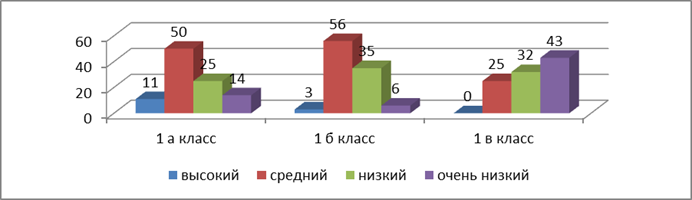 60
40
20
0
11 50 25 14
3 56 35 6
0 25 32 43
1 а класс 1 б класс 1 в класс
высокий средний низкий очень низкий